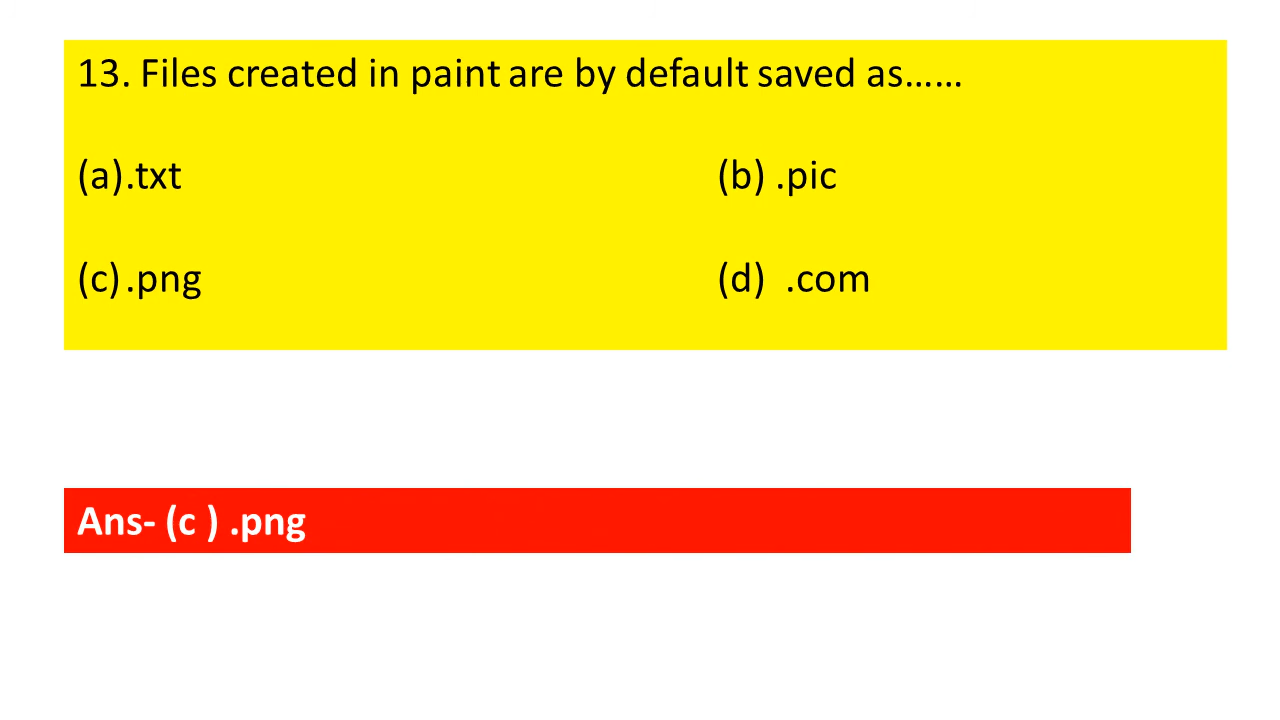 13. Files created in paint are by default saved as......
(a).txt (b) .pic
(c).png (d) .com
Ans- (c ) .png